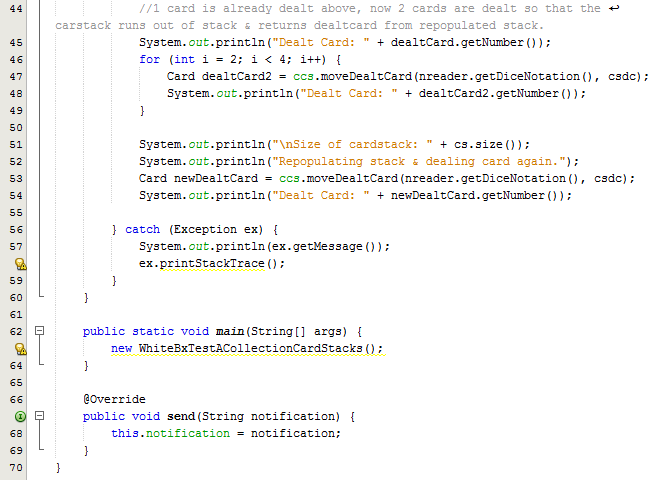 44 //1 card is already dealt above, now 2 cards are dealt so that the ↩
carstack runs out of stack & returns dealtcard from repopulated stack.
45 System.out.println("Dealt Card: " + dealtCard.getNumber());
46 for (int i = 2; i < 4; i++) {
47 Card dealtCard2 = ccs.moveDealtCard(nreader.getDiceNotation(), csdc);
48 System.out.println("Dealt Card: " + dealtCard2.getNumber());
49 }
50
51 System.out.println("\nSize of cardstack: " + cs.size());
52 System.out.println("Repopulating stack & dealing card again.");
53 Card newDealtCard = ccs.moveDealtCard(nreader.getDiceNotation(), csdc);
54 System.out.println("Dealt Card: " + newDealtCard.getNumber());
55
56 } catch (Exception ex) {
57 System.out.println(ex.getMessage());
ex.printStackTrace();
59 }
60 }
61
62 public static void main(String[] args) {
new WhiteBxTestACollectionCardStacks();
64 }
65
66 @Override
public void send(String notification) {
68 this.notification = notification;
69 }
70 }